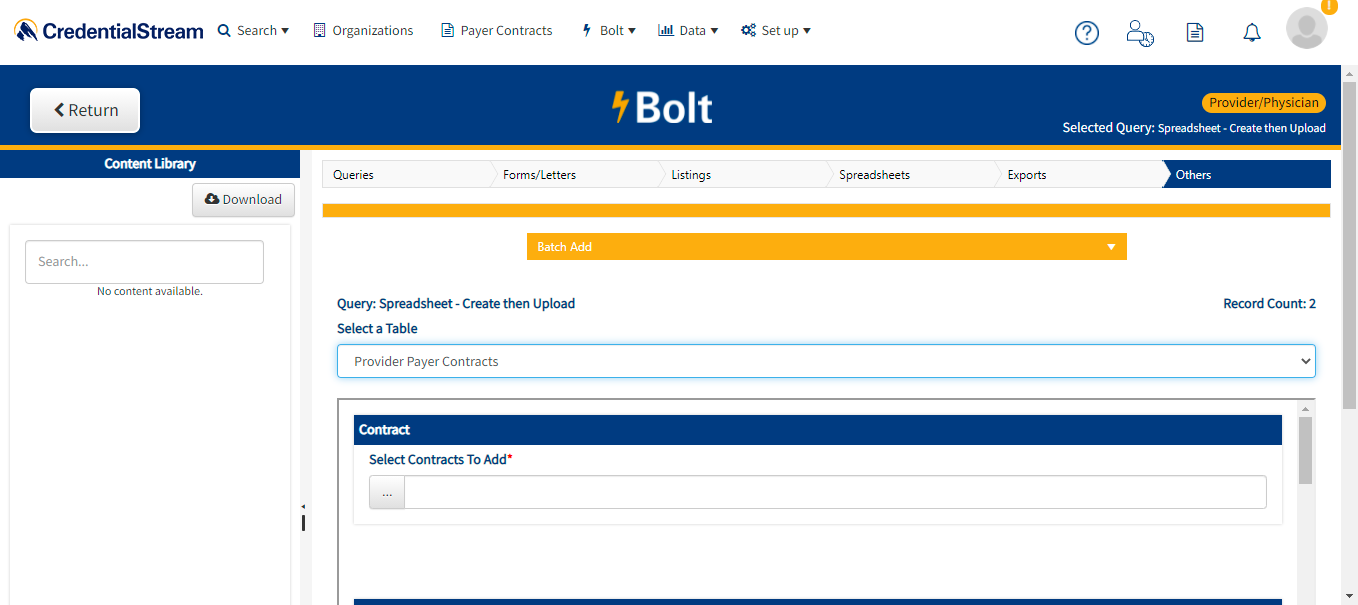 CredentialStream Search Organizations Payer Contracts Bolt Data Set up ? !
Return
Bolt
Provider/Physician
Selected Query: Spreadsheet - Create then Upload
Content Library
Download
Search...
No content available.
Queries Forms/Letters Listings Spreadsheets Exports Others
Batch Add
Query: Spreadsheet - Create then Upload Record Count: 2
Select a Table
Provider Payer Contracts
Contract
Select Contracts To Add*
...